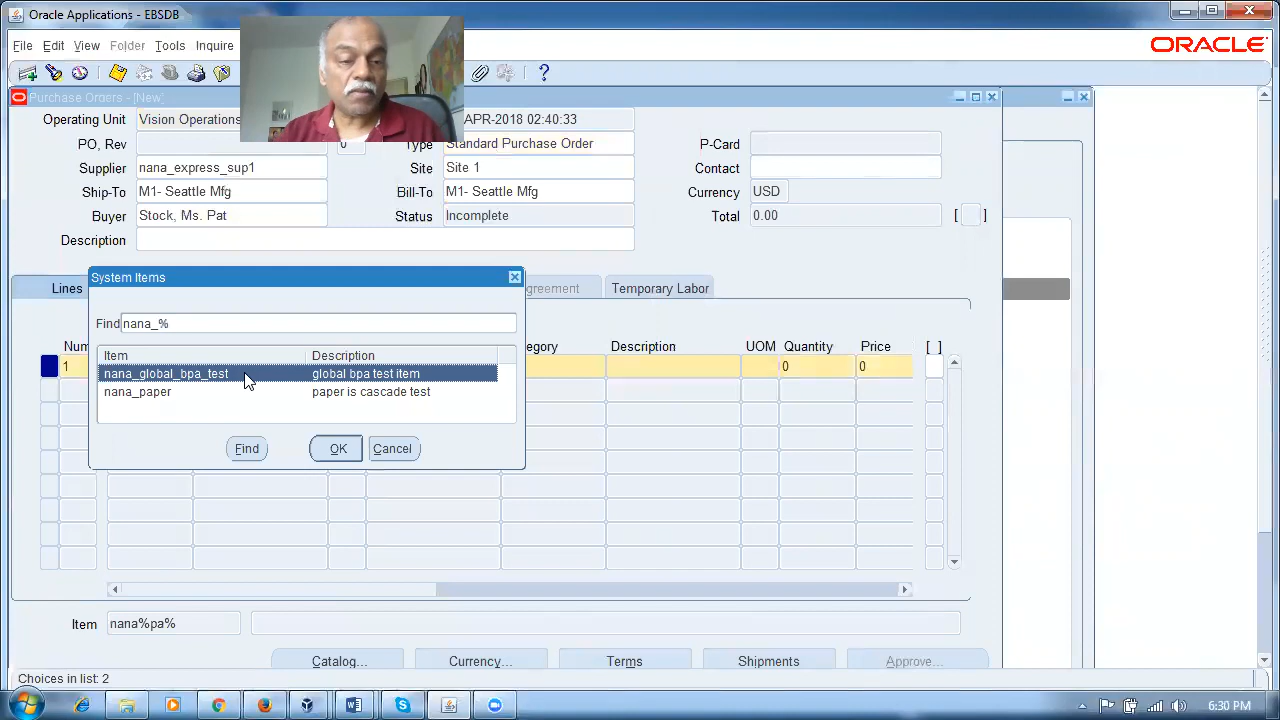 Oracle Applications - EBSDB
File Edit View Folder Tools Inquire
ORACLE
Purchase Orders - [New]
Operating Unit Vision Operations APR-2018 02:40:33
PO, Rev 0 Type Standard Purchase Order P-Card
Supplier nana_express_sup1 Site Site 1 Contact
Ship-To M1- Seattle Mfg Bill-To M1- Seattle Mfg Currency USD
Buyer Stock, Ms. Pat Status Incomplete Total 0.00 [ ]
Description
System Items
Lines greement Temporary Labor
Find nana_%
Num egory Description UOM Quantity Price [ ]
Item Description
1 0 0
nana_global_bpa_test global bpa test item
nana_paper paper is cascade test
Find OK Cancel
Item nana%pa%
Catalog... Currency... Terms Shipments Approve...
Choices in list: 2
6:30 PM